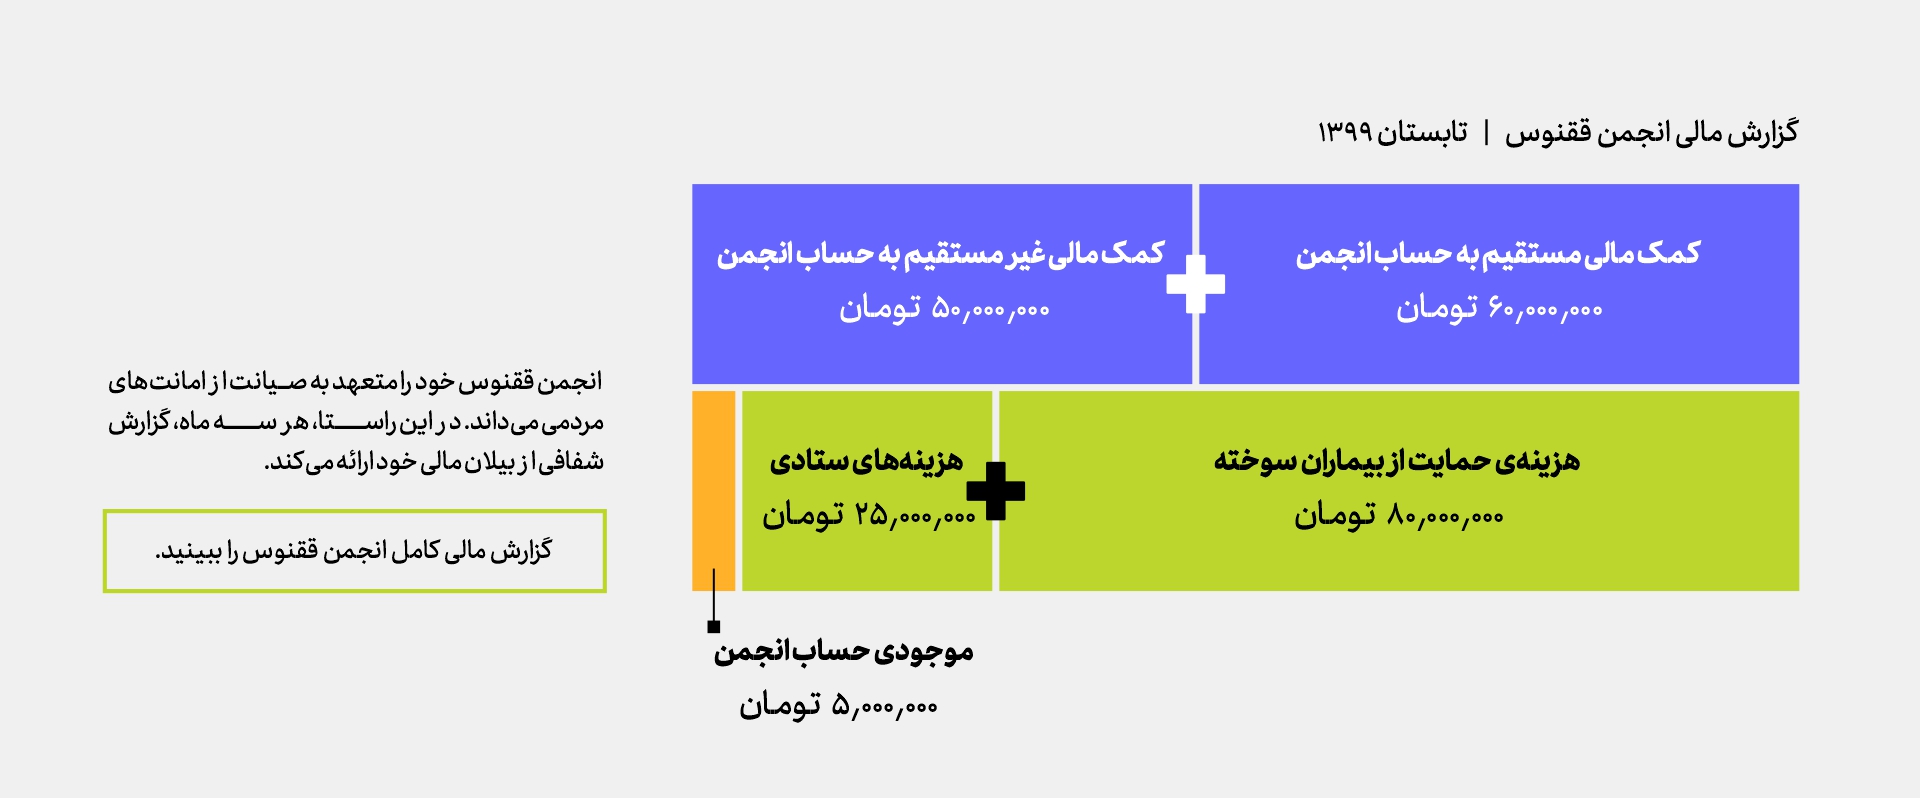 گزارش مالی انجمن ققنوس | تابستان ۱۳۹۹
کمک مالی مستقیم به حساب انجمن
۶۰,۰۰۰,۰۰۰ تومان
کمک مالی غیر مستقیم به حساب انجمن
۵۰,۰۰۰,۰۰۰ تومان
هزینه‌ی حمایت از بیماران سوخته
۸۰,۰۰۰,۰۰۰ تومان
هزینه‌های ستادی
۲۵,۰۰۰,۰۰۰ تومان
موجودی حساب انجمن
۵,۰۰۰,۰۰۰ تومان
انجمن ققنوس خود را متعهد به صـیانت از امانت‌های
مردمی می‌داند. در این راســـتا، هر ســـه ماه، گزارش
شفافی از بیلان مالی خود ارائه می‌کند.
گزارش مالی کامل انجمن ققنوس را ببینید.